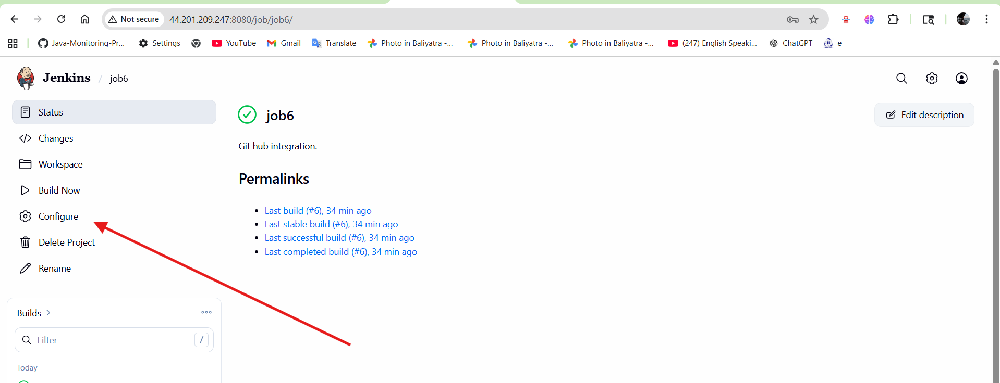 Not secure 44.201.209.247:8080/job/job6/
Java-Monitoring-Pr... Settings YouTube Gmail Translate Photo in Baliyatra -... Photo in Baliyatra -... Photo in Baliyatra -... (247) English Speaki... ChatGPT e
Jenkins / job6
Status
Changes
Workspace
Build Now
Configure
Delete Project
Rename
Builds
Filter /
Today
job6
Edit description
Git hub integration.
Permalinks
Last build (#6), 34 min ago
Last stable build (#6), 34 min ago
Last successful build (#6), 34 min ago
Last completed build (#6), 34 min ago